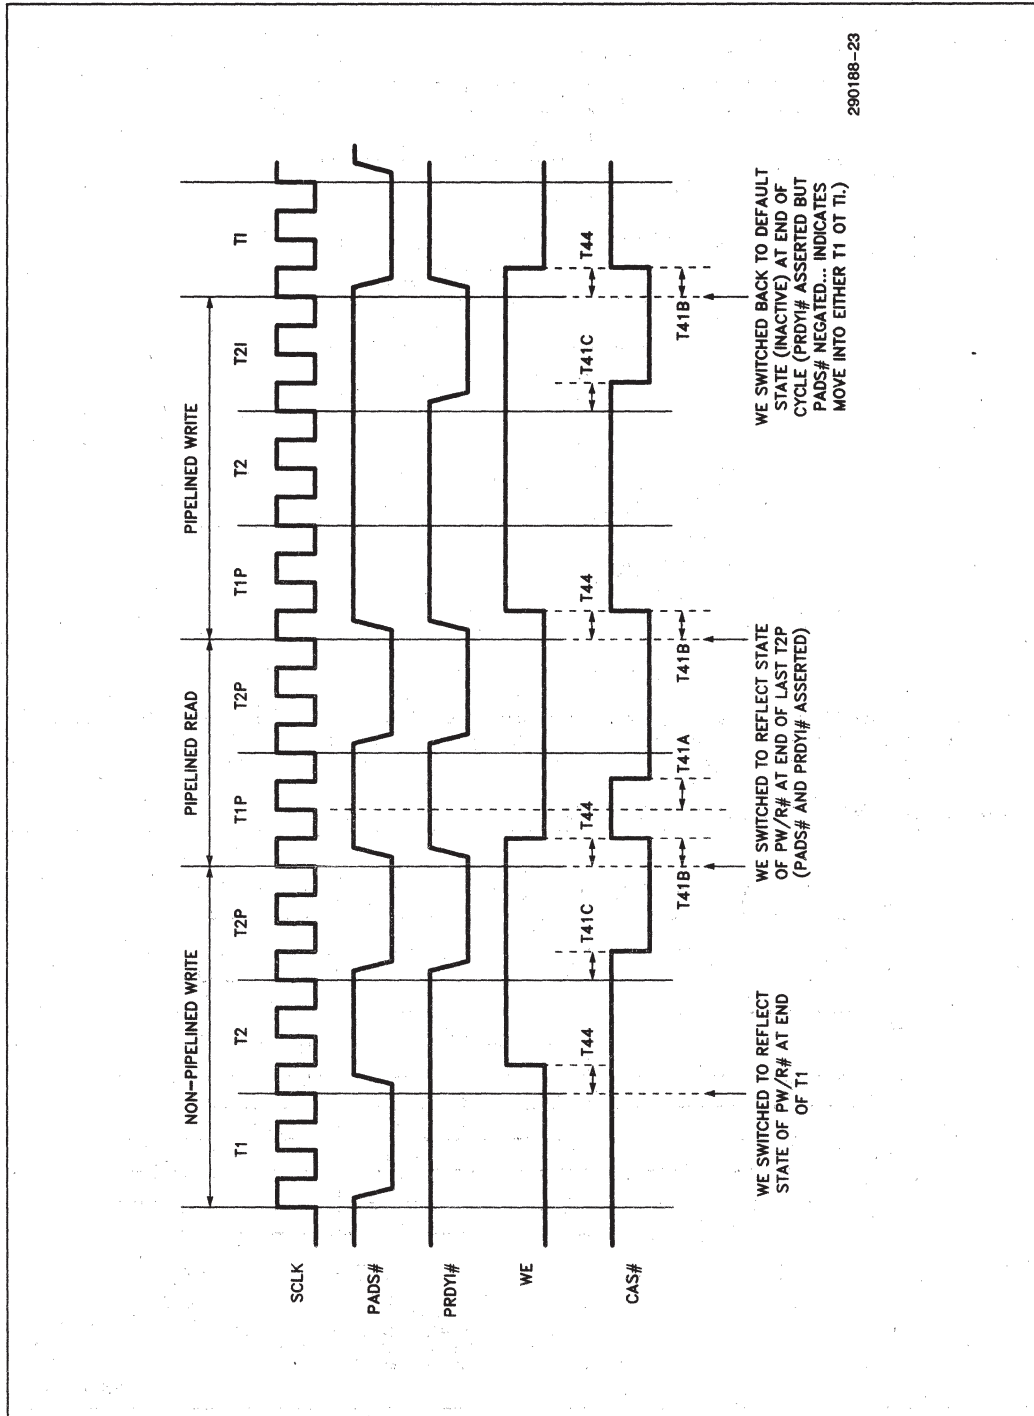 NON-PIPELINED WRITE
PIPELINED READ
PIPELINED WRITE
T1
T2
T2P
T1P
T2P
T1P
T2
T2I
TI
SCLK
PADS#
PRDYI#
WE
T44
T41C
T44
T41A
T44
T41C
T44
CAS#
T41B
T41B
T41B
WE SWITCHED TO REFLECT
STATE OF PW/R# AT END
OF T1
WE SWITCHED TO REFLECT STATE
OF PW/R# AT END OF LAST T2P
(PADS# AND PRDYI# ASSERTED)
WE SWITCHED BACK TO DEFAULT
STATE (INACTIVE) AT END OF
CYCLE (PRDYI# ASSERTED BUT
PADS# NEGATED... INDICATES
MOVE INTO EITHER T1 OT TI.)
290188-23